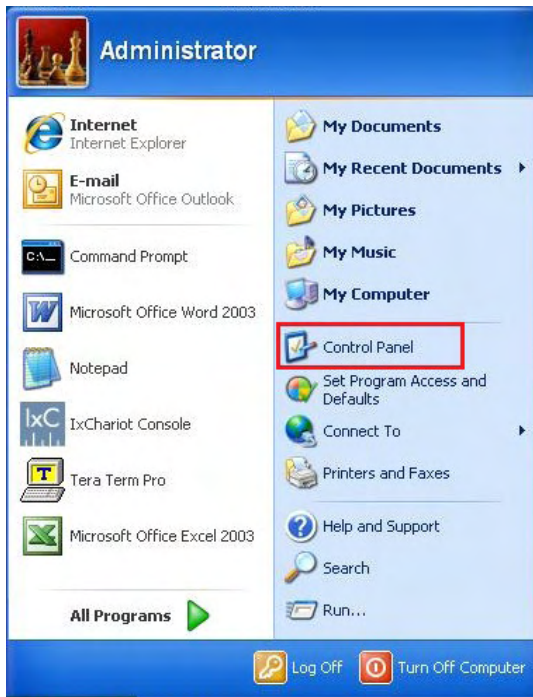 Administrator
Internet
Internet Explorer
E-mail
Microsoft Office Outlook
C:\_
Command Prompt
Microsoft Office Word 2003
Notepad
IxC
IxChariot Console
T
Tera Term Pro
Microsoft Office Excel 2003
All Programs
My Documents
My Recent Documents
My Pictures
My Music
My Computer
Control Panel
Set Program Access and
Defaults
Connect To
Printers and Faxes
Help and Support
Search
Run...
Log Off
Turn Off Computer